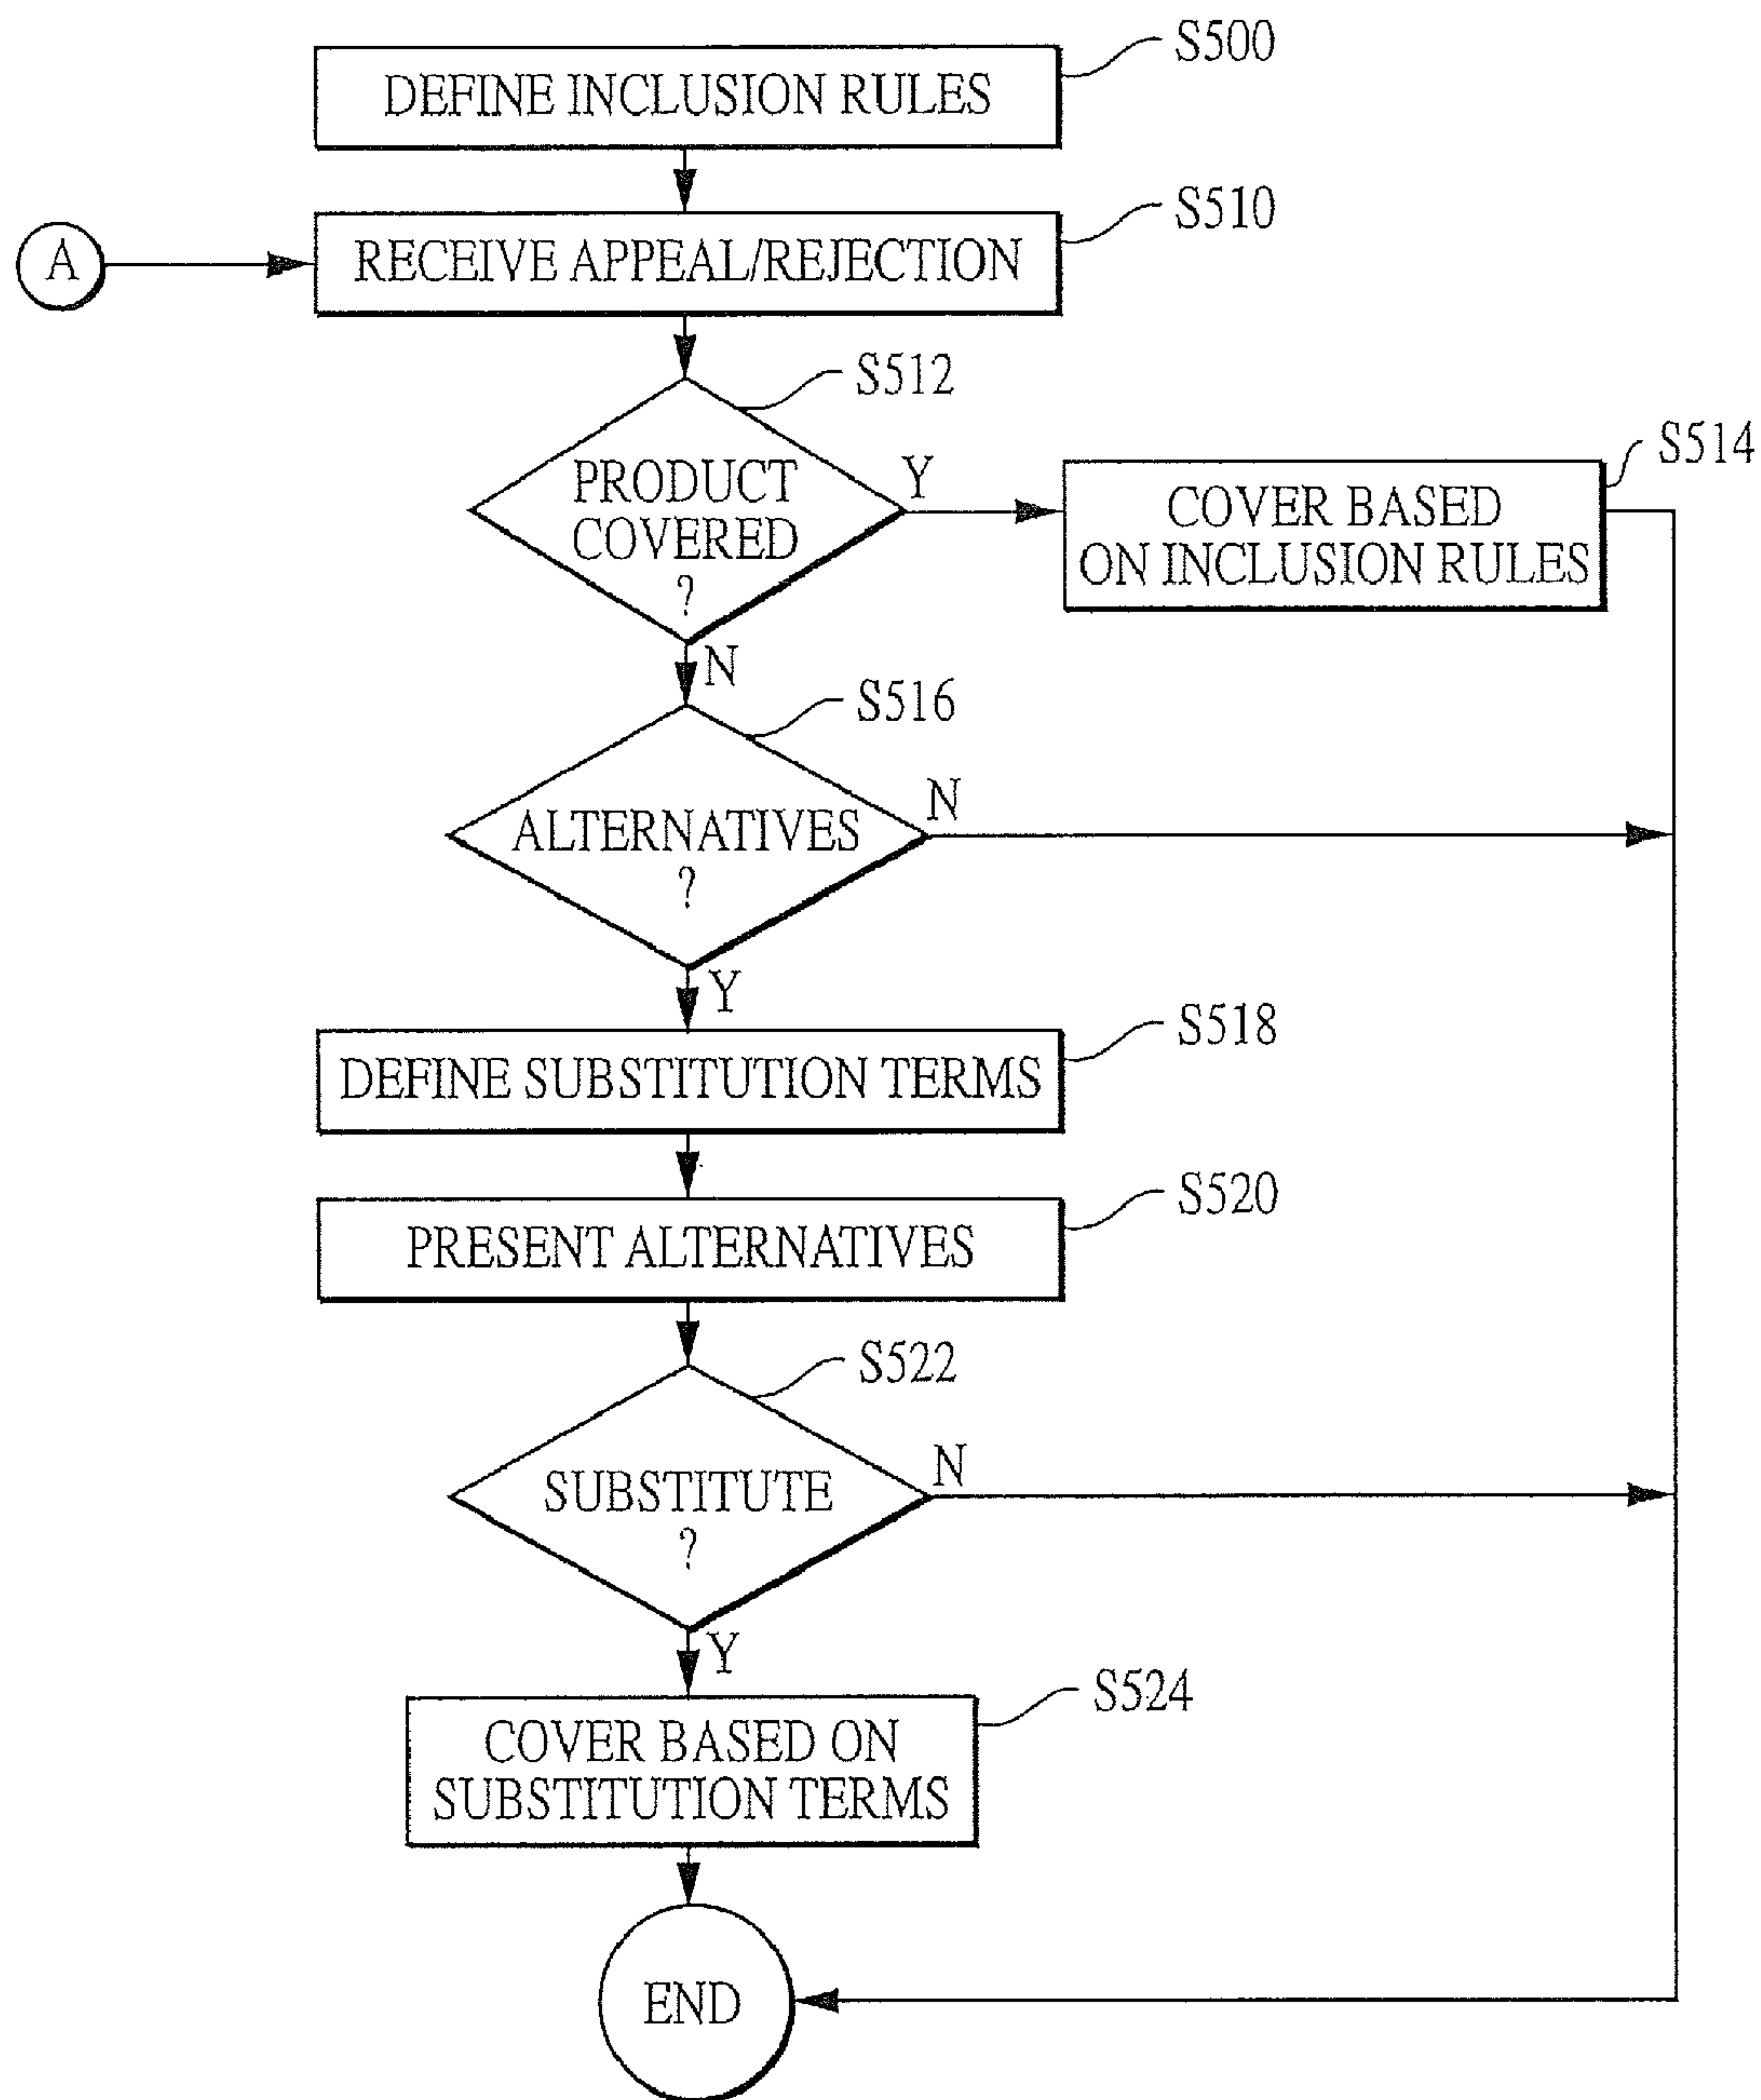 S500
DEFINE INCLUSION RULES
S510
A
RECEIVE APPEAL/REJECTION
S512
PRODUCT
COVERED
?
Y
S514
COVER BASED
ON INCLUSION RULES
N
S516
ALTERNATIVES
?
N
Y
S518
DEFINE SUBSTITUTION TERMS
S520
PRESENT ALTERNATIVES
S522
SUBSTITUTE
?
N
Y
S524
COVER BASED ON
SUBSTITUTION TERMS
END